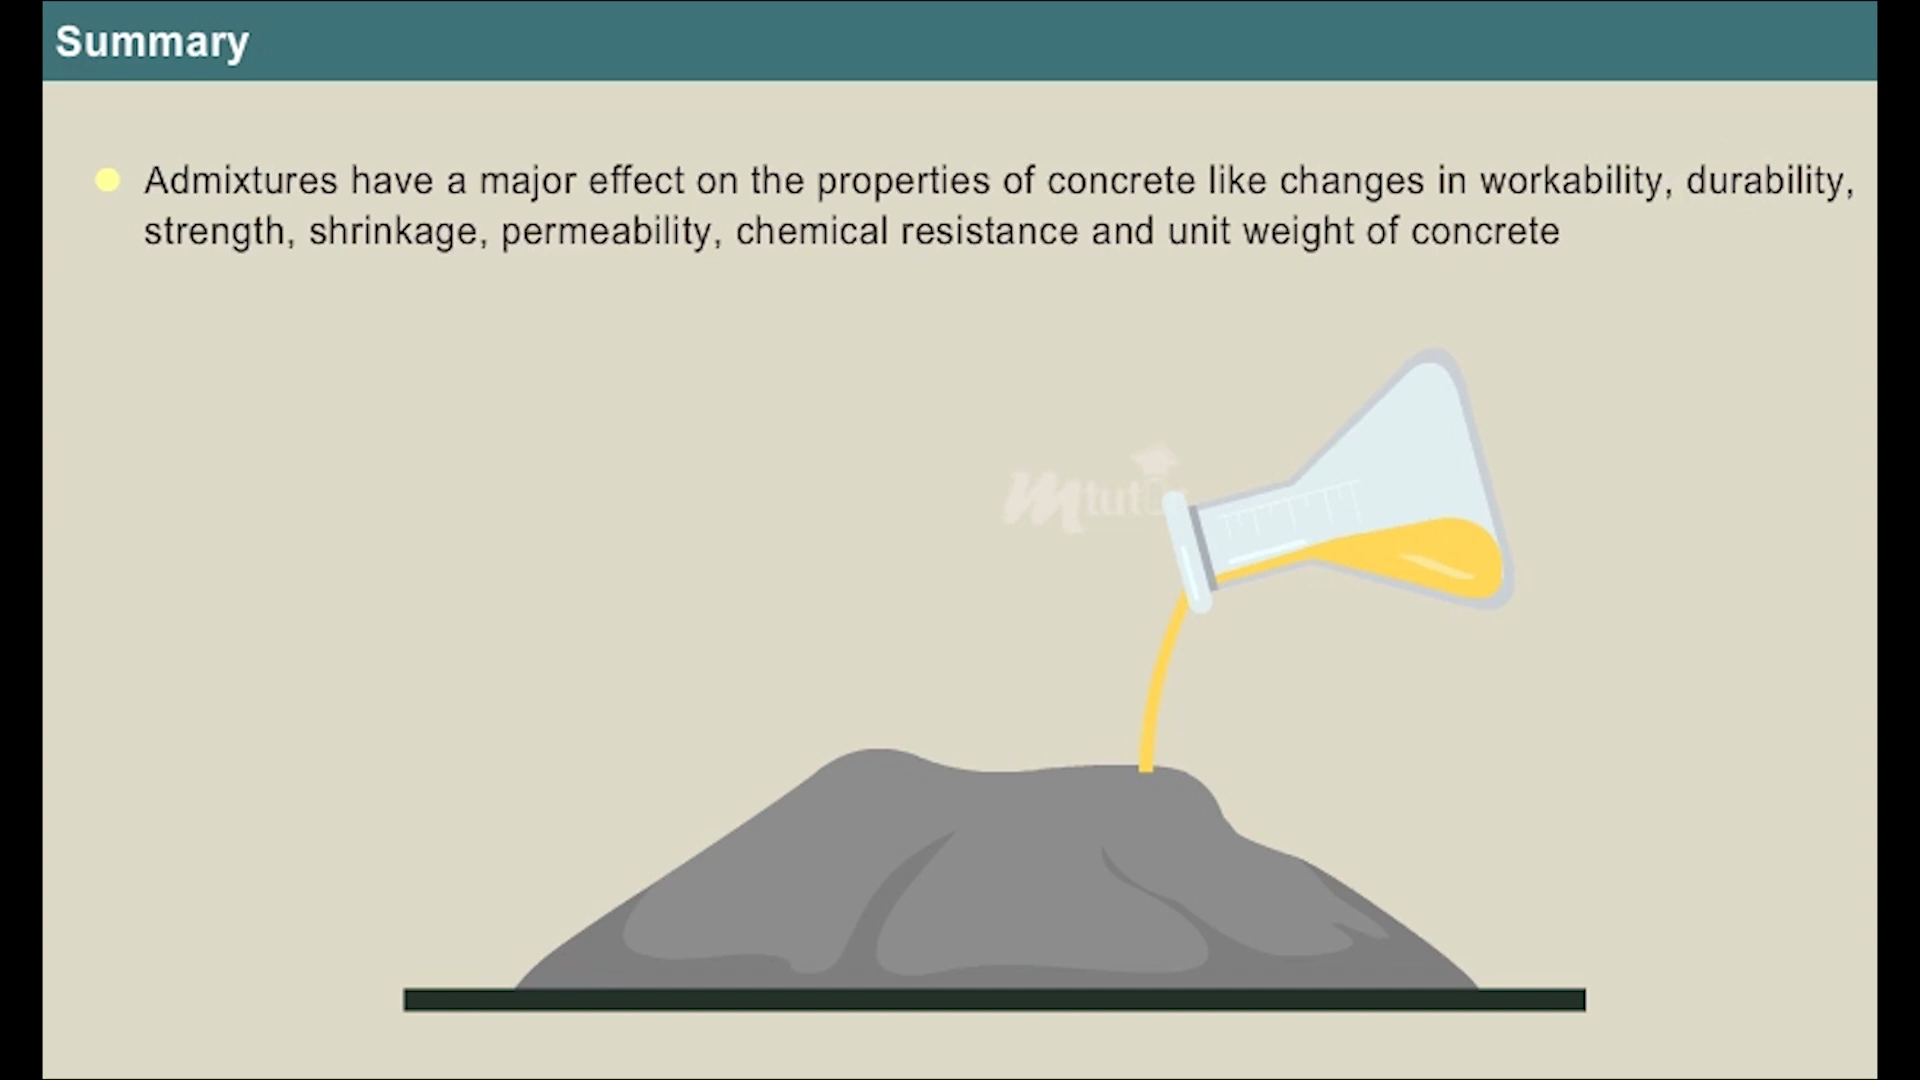 Summary
Admixtures have a major effect on the properties of concrete like changes in workability, durability,
strength, shrinkage, permeability, chemical resistance and unit weight of concrete
mtutor